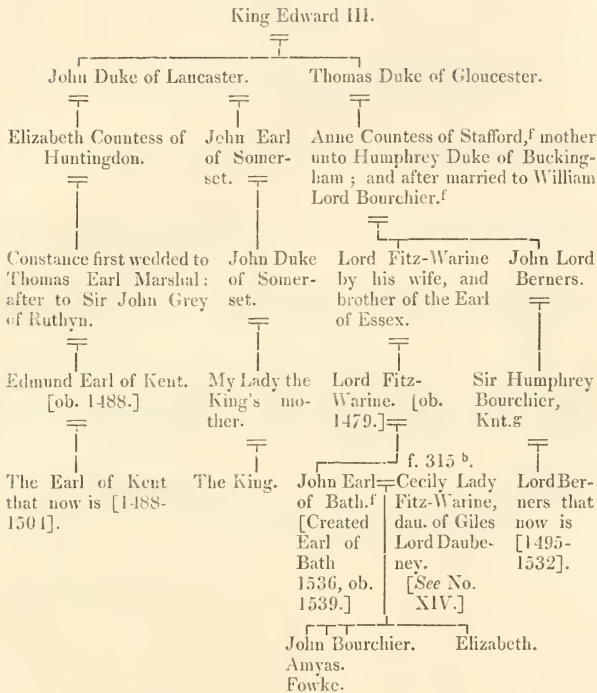 King Edward III.
John Duke of Lancaster. Thomas Duke of Gloucester.
Elizabeth Countess of
Huntingdon.
John Earl
of Somer-
set.
Anne Countess of Stafford,f mother
unto Humphrey Duke of Bucking-
ham ; and after married to William
Lord Bourchier.f
Constance first wedded to
Thomas Earl Marshal;
after to Sir John Grey
of Ruthyn.
John Duke
of Somer-
set.
Lord Fitz-Warine
by his wife, and
brother of the Earl
of Essex.
John Lord
Berners.
Edmund Earl of Kent.
[ob. 1488.]
My Lady the
King's mo-
ther.
Lord Fitz-
Warine. [ob.
1479.]
Sir Humphrey
Bourchier,
Knt.g
The Earl of Kent
that now is [1488-
1504].
The King.
f. 315 b.
John Earl
of Bath.f
[Created
Earl of
Bath
1536, ob.
1539.]
Cecily Lady
Fitz-Warine,
dau. of Giles
Lord Daube-
ney.
[See No.
XIV.]
Lord Ber-
ners that
now is
[1495-
1532].
John Bourchier. Elizabeth.
Amyas.
Fowke.